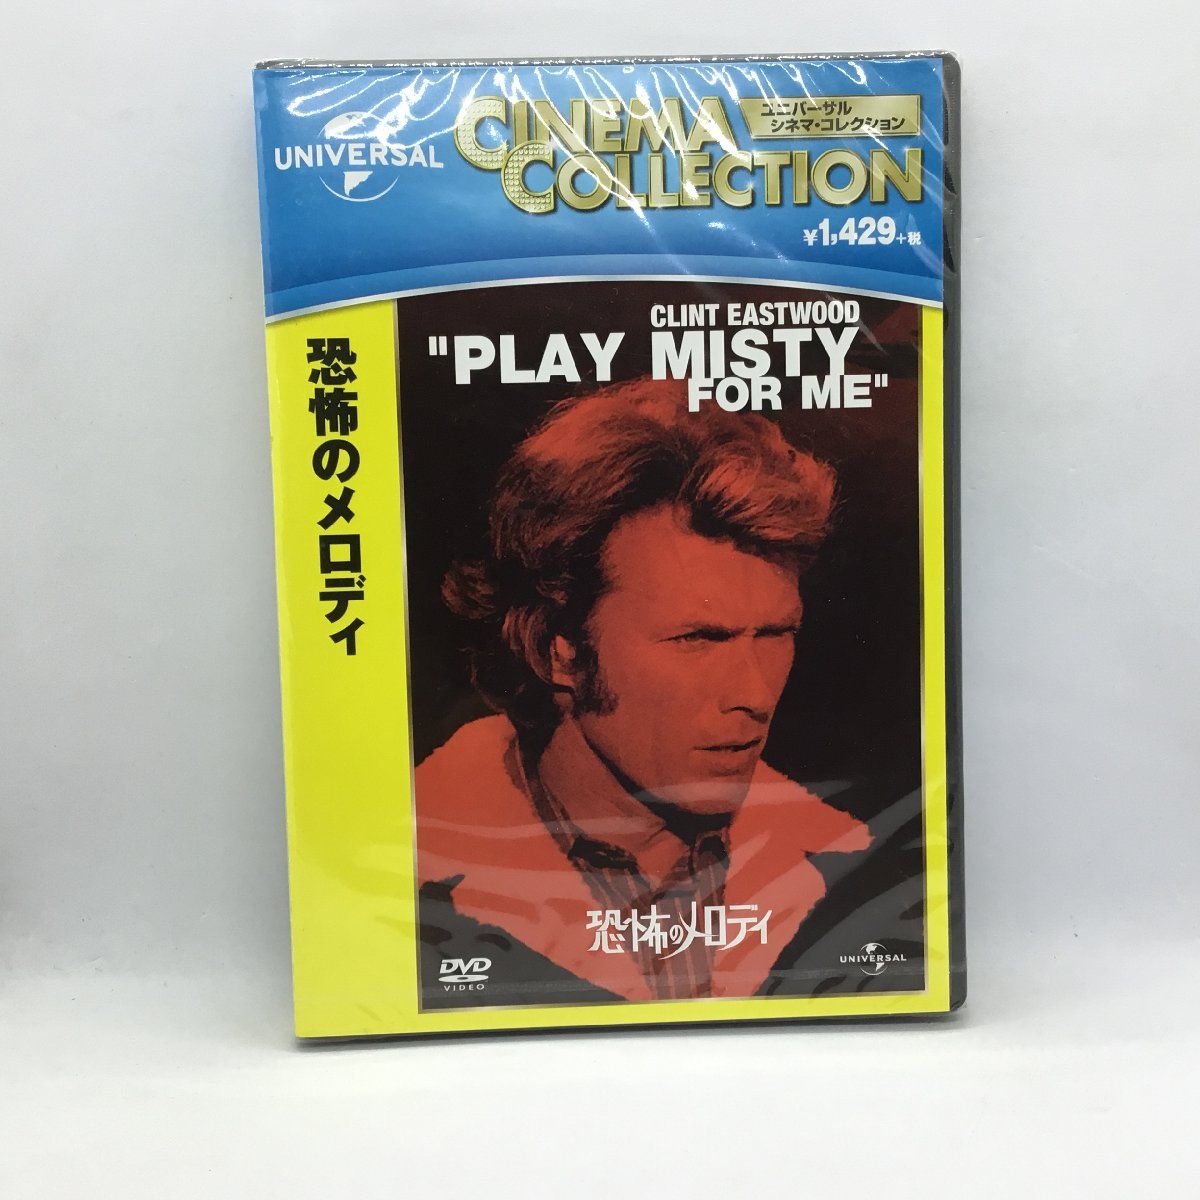 UNIVERSAL
CINEMA
COLLECTION
ユニバーサル
シネマ・コレクション
¥1,429+税
恐怖のメロディ
CLINT EASTWOOD
"PLAY MISTY
FOR ME"
恐怖のメロディ
DVD
VIDEO
UNIVERSAL